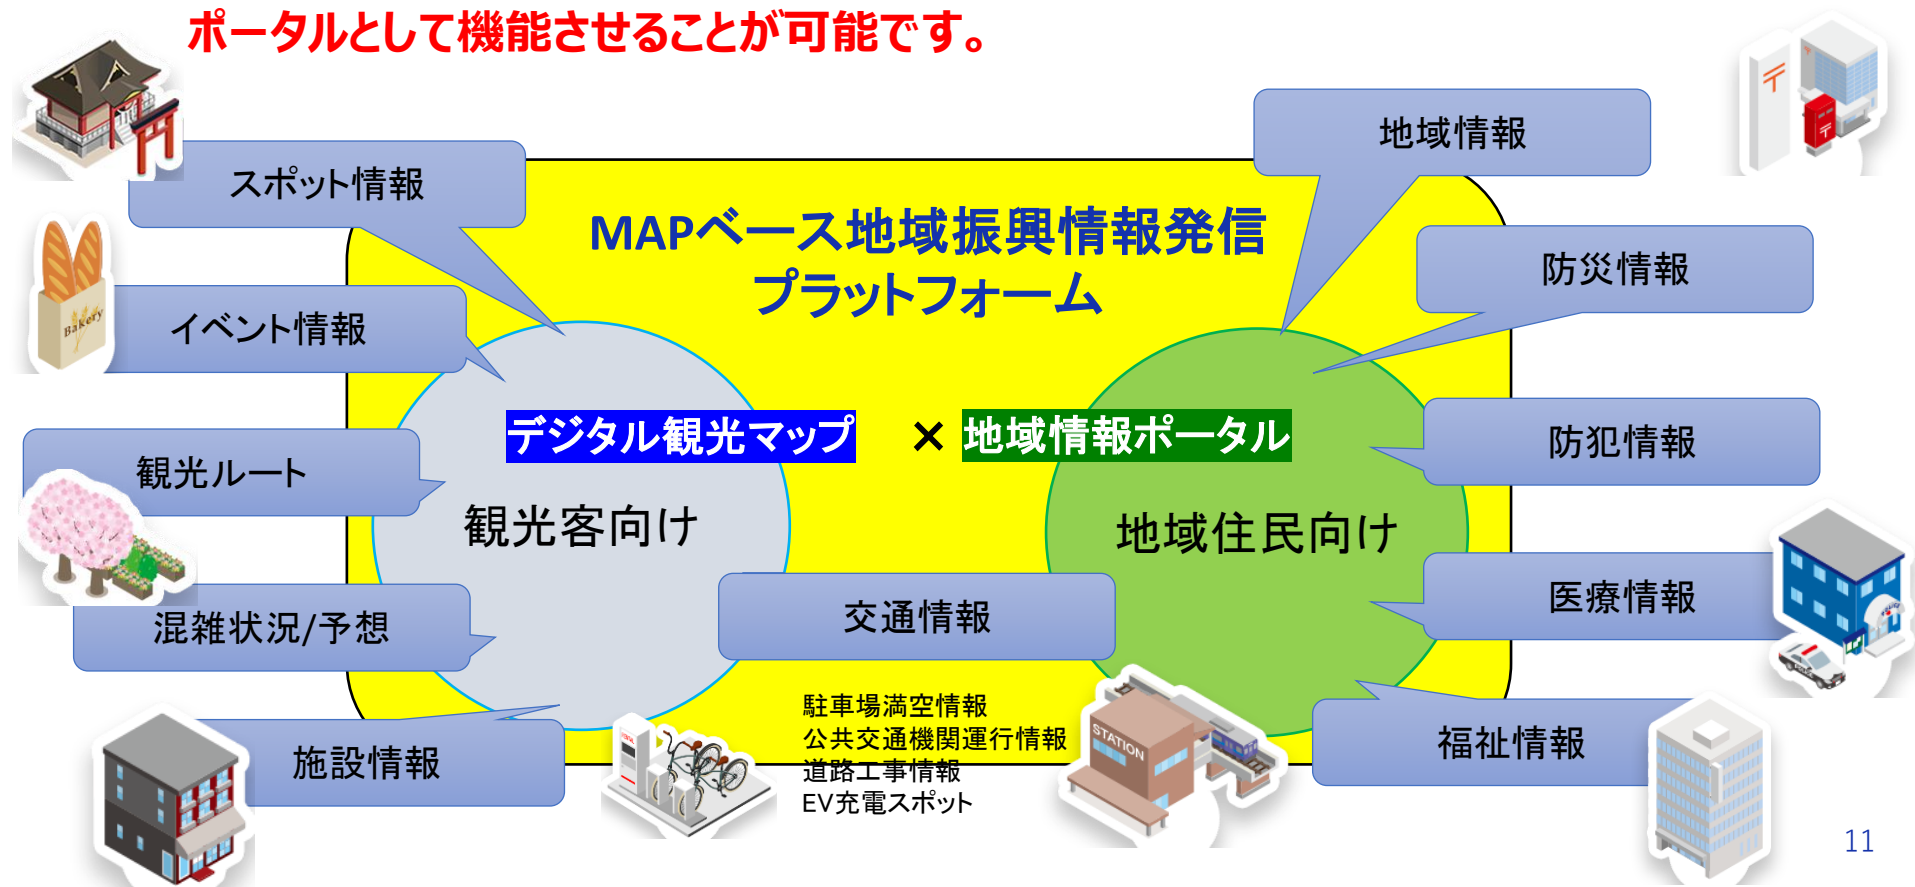 ポータルとして機能させることが可能です。
地域情報
スポット情報
MAPベース地域振興情報発信
プラットフォーム
防災情報
イベント情報
Bakery
デジタル観光マップ × 地域情報ポータル
防犯情報
観光ルート
観光客向け
地域住民向け
医療情報
混雑状況/予想
交通情報
駐車場満空情報
公共交通機関運行情報
道路工事情報
EV充電スポット
STATION
福祉情報
施設情報
11